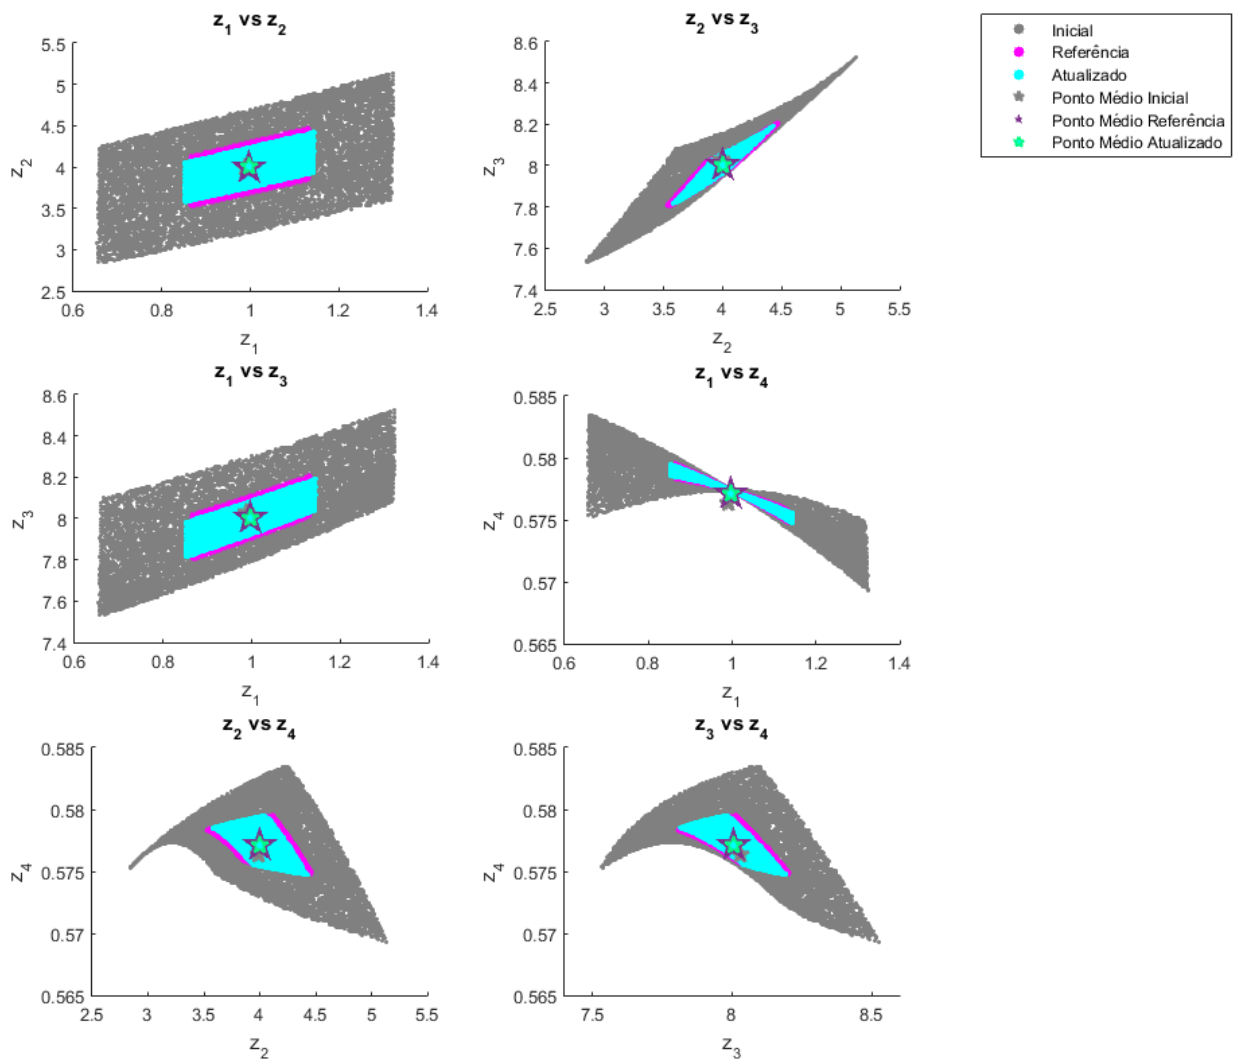 z1 vs z2
5.5
5
4.5
4
3.5
3
2.5
z2
0.6 0.8 1 1.2 1.4
z1
z2 vs z3
8.6
8.4
8.2
8
7.8
7.6
7.4
z3
2.5 3 3.5 4 4.5 5 5.5
z2
Inicial
Referência
Atualizado
Ponto Médio Inicial
Ponto Médio Referência
Ponto Médio Atualizado
z1 vs z3
8.6
8.4
8.2
8
7.8
7.6
7.4
z3
0.6 0.8 1 1.2 1.4
z1
z1 vs z4
0.585
0.58
0.575
0.57
0.565
z4
0.6 0.8 1 1.2 1.4
z1
z2 vs z4
0.585
0.58
0.575
0.57
0.565
z4
2.5 3 3.5 4 4.5 5 5.5
z2
z3 vs z4
0.585
0.58
0.575
0.57
0.565
z4
7.5 8 8.5
z3